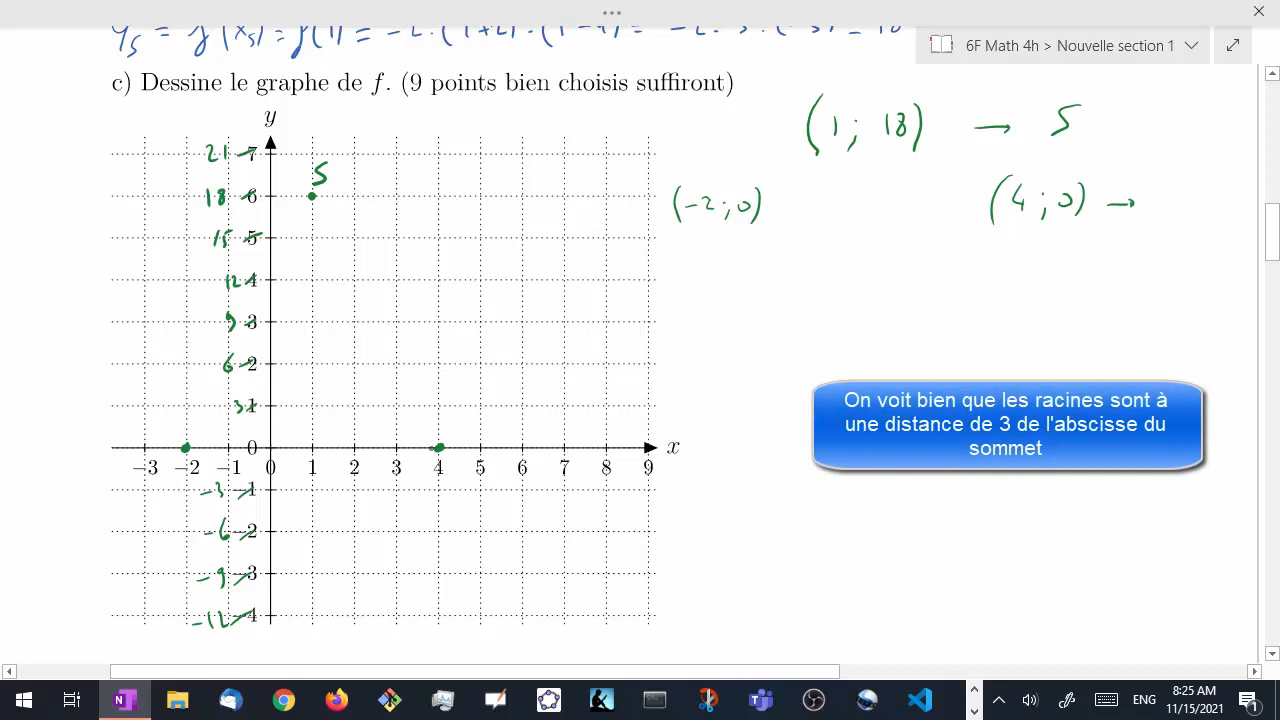 6F Math 4h > Nouvelle section 1
c) Dessine le graphe de f. (9 points bien choisis suffiront)
(1 ; 18) → S
y
21 7
S
18 6
(-2 ; 0) (4 ; 0) →
15 5
12 4
9 3
6 2
3 1
On voit bien que les racines sont à
une distance de 3 de l'abscisse du
sommet
0 x
−3 −2 −1 0 1 2 3 4 5 6 7 8 9
-3 −1
-6 −2
-9 −3
-12 −4
ENG
8:25 AM
11/15/2021
1